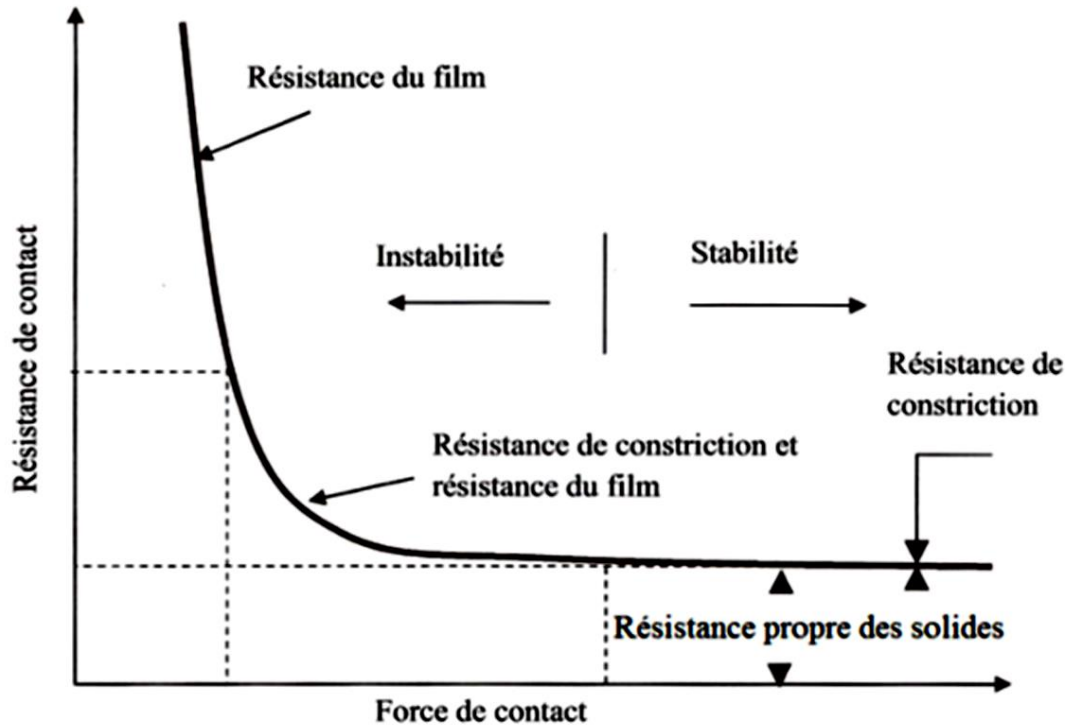 Résistance du film
Instabilité
Stabilité
Résistance de contact
Résistance de
constriction
Résistance de constriction et
résistance du film
Résistance propre des solides
Force de contact